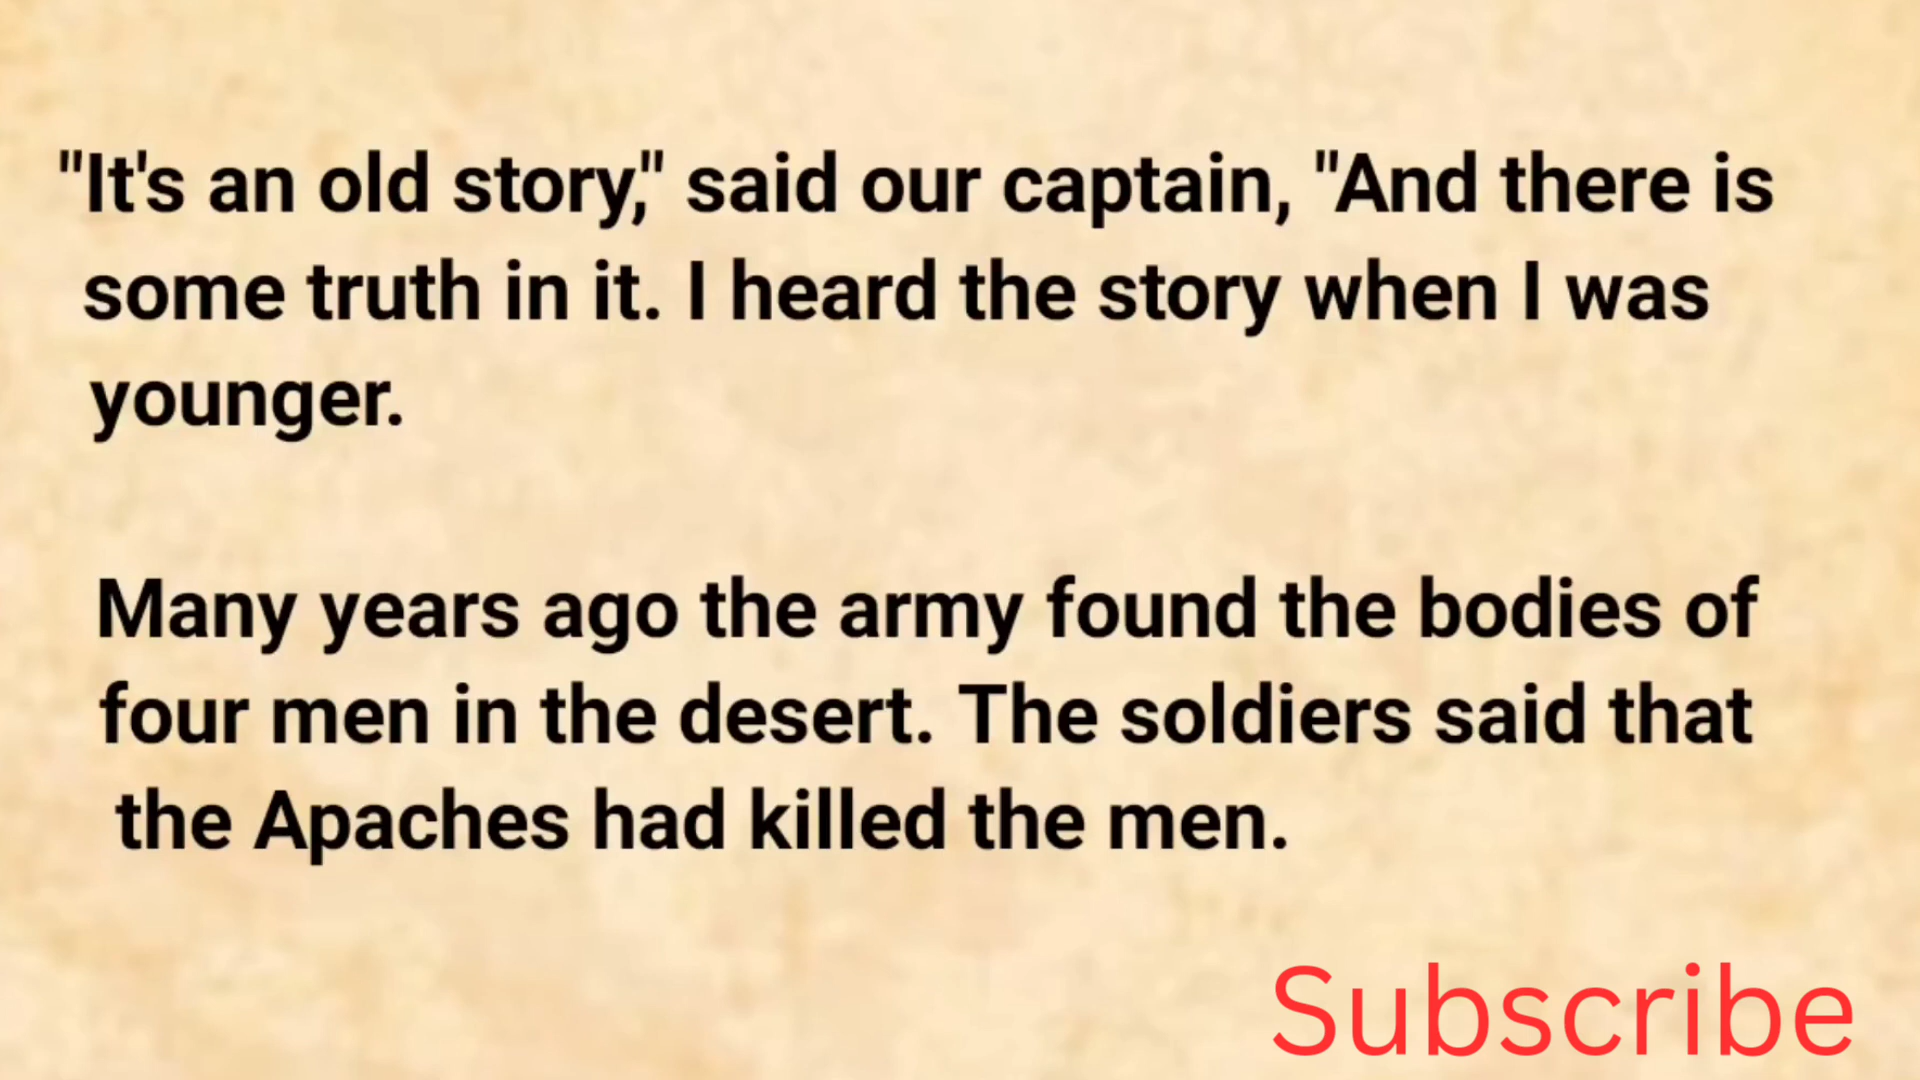 "It's an old story," said our captain, "And there is
some truth in it. I heard the story when I was
younger.
Many years ago the army found the bodies of
four men in the desert. The soldiers said that
the Apaches had killed the men.
Subscribe